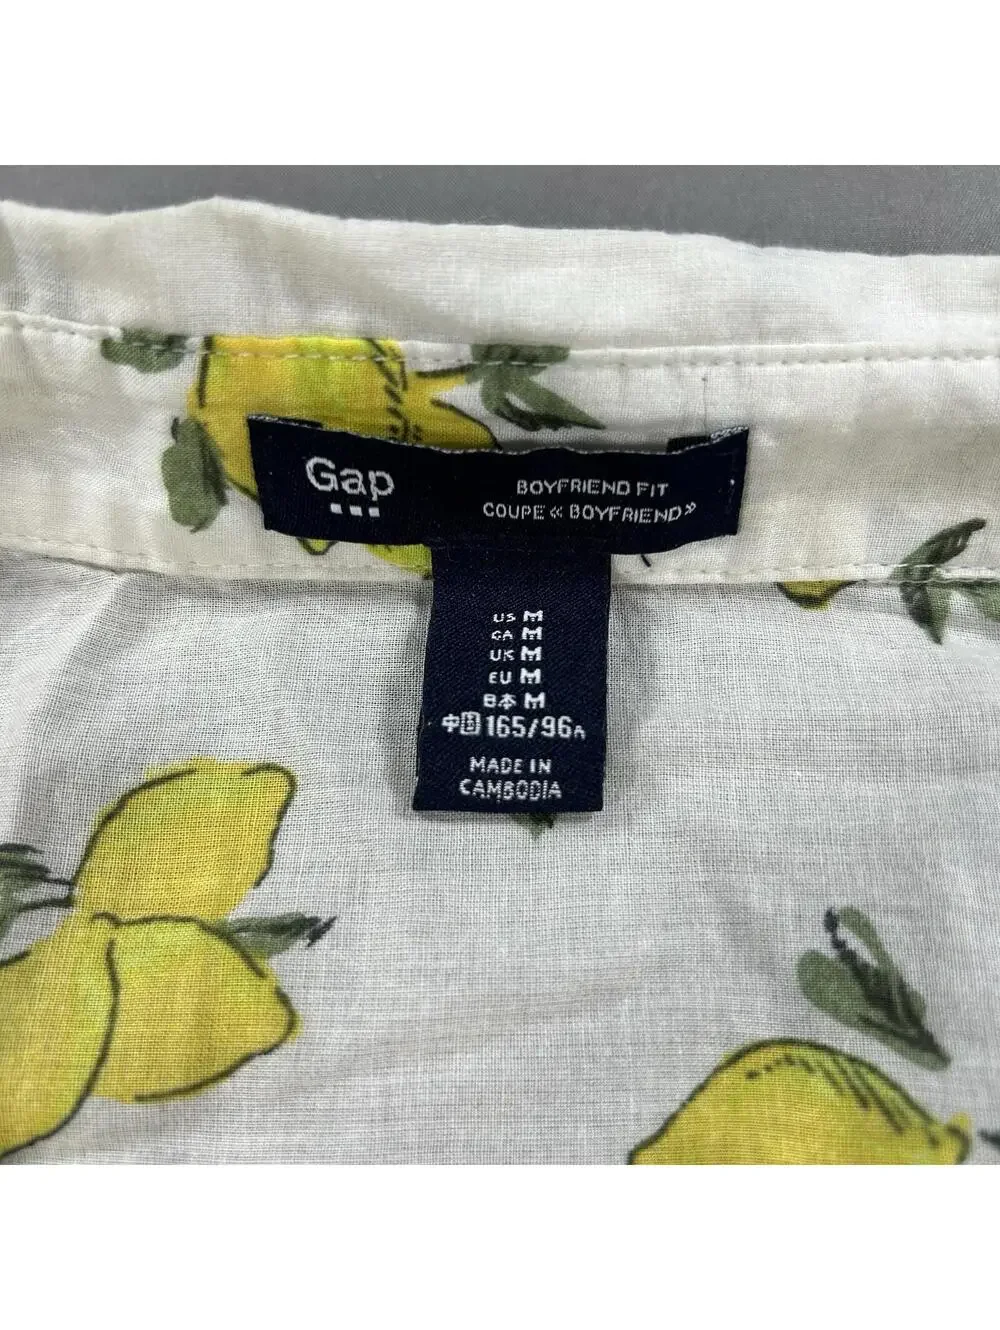 Gap
BOYFRIEND FIT
COUPE « BOYFRIEND »
US M
CA M
UK M
EU M
日本 M
中国 165/96A
MADE IN
CAMBODIA